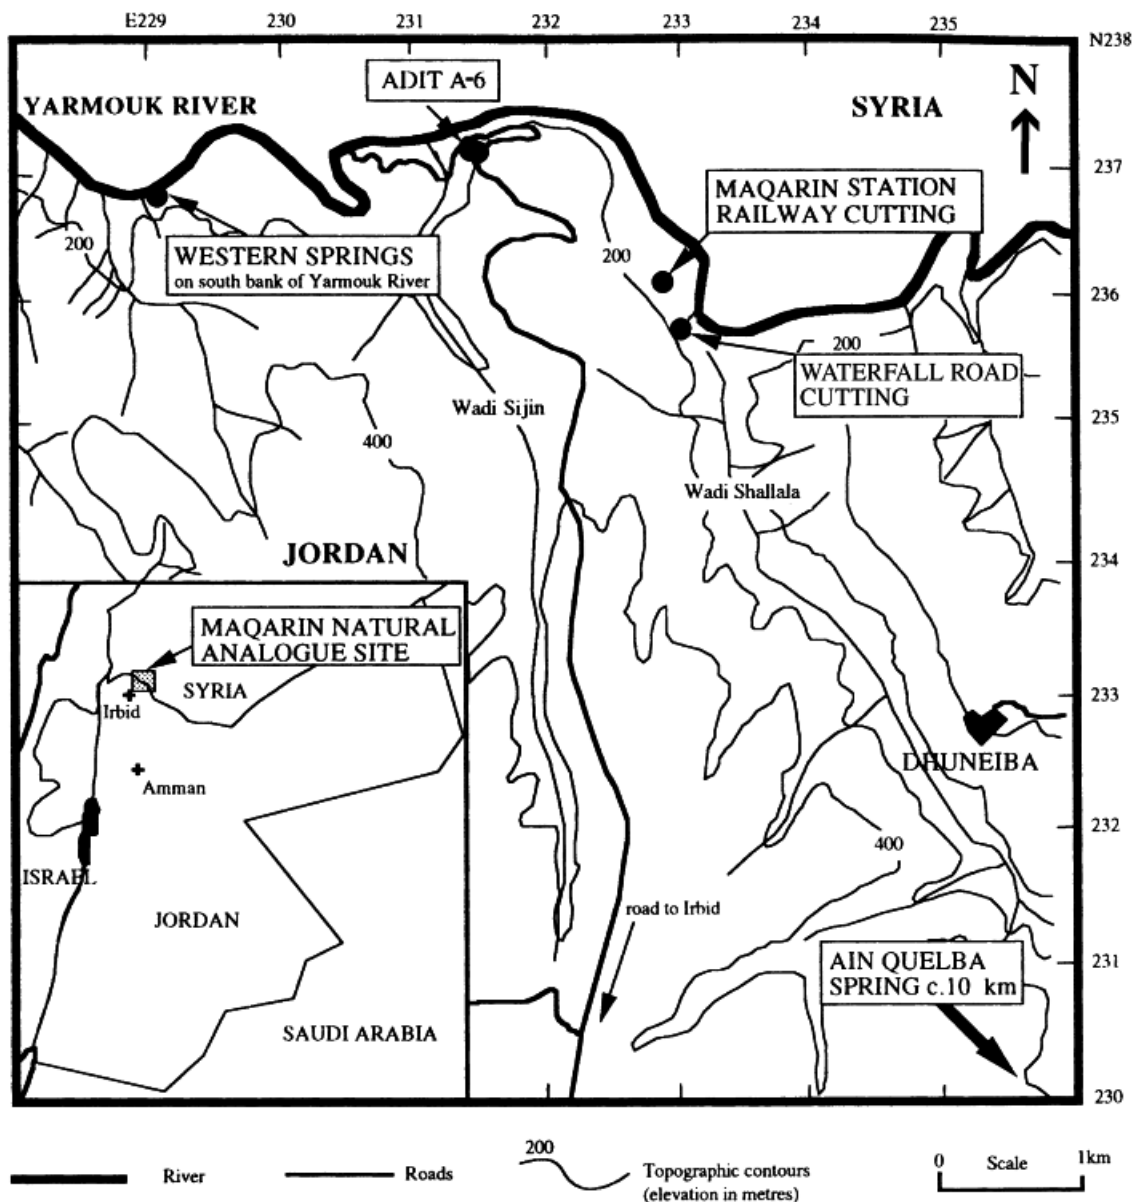 E229 230 231 232 233 234 235
N238
ADIT A-6
YARMOUK RIVER
SYRIA
N
237
MAQARIN STATION
RAILWAY CUTTING
200
WESTERN SPRINGS
on south bank of Yarmouk River
200
236
200
WATERFALL ROAD
CUTTING
Wadi Sijin
235
400
Wadi Shallala
JORDAN
234
MAQARIN NATURAL
ANALOGUE SITE
SYRIA
233
Irbid
DHUNEIBA
Amman
232
400
ISRAEL
road to Irbid
JORDAN
231
AIN QUELBA
SPRING c.10 km
SAUDI ARABIA
230
River
Roads
200
Topographic contours
(elevation in metres)
0 Scale 1km